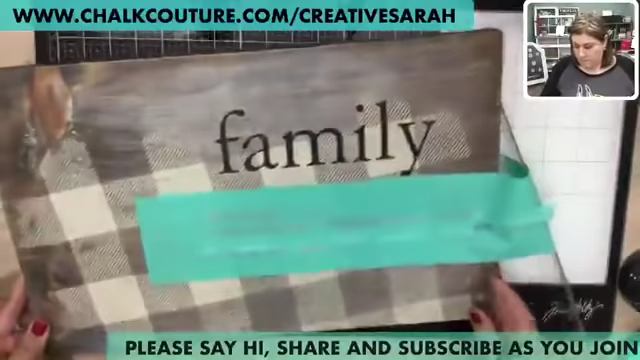 WWW.CHALKCOUTURE.COM/CREATIVESARAH
family
PLEASE SAY HI, SHARE AND SUBSCRIBE AS YOU JOIN